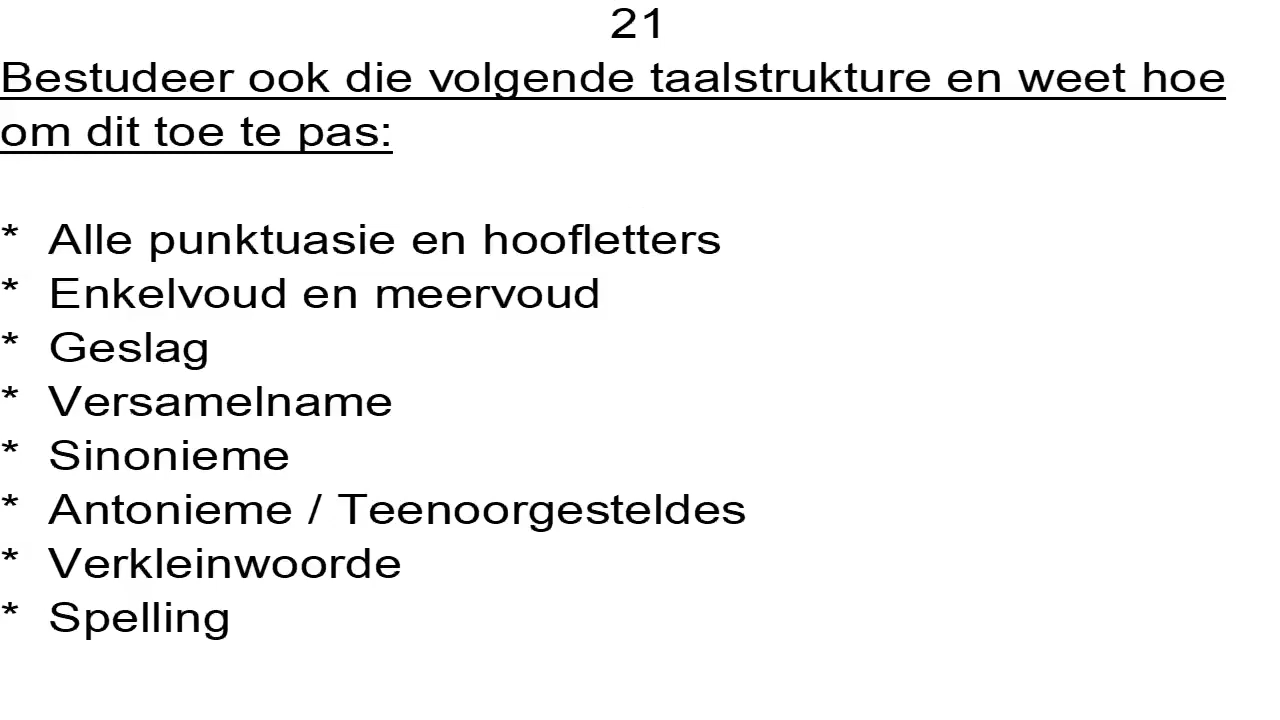 21
Bestudeer ook die volgende taalstrukture en weet hoe
om dit toe te pas:
* Alle punktuasie en hoofletters
* Enkelvoud en meervoud
* Geslag
* Versamelname
* Sinonieme
* Antonieme / Teenoorgesteldes
* Verkleinwoorde
* Spelling